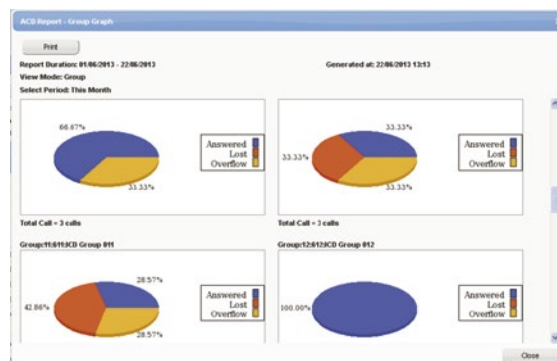 ACD Report - Group Graph
Print
Report Duration: 01/06/2013 - 22/06/2013
Generated at: 22/06/2013 13:13
View Mode: Group
Select Period: This Month
66.67%
33.33%
Answered
Lost
Overflow
33.33%
33.33%
33.33%
Answered
Lost
Overflow
Total Call = 3 calls
Total Call = 3 calls
Group:11:611:ICD Group 011
Group:12:612:ICD Group 012
28.57%
42.86%
28.57%
Answered
Lost
Overflow
100.00%
Answered
Lost
Overflow
Close